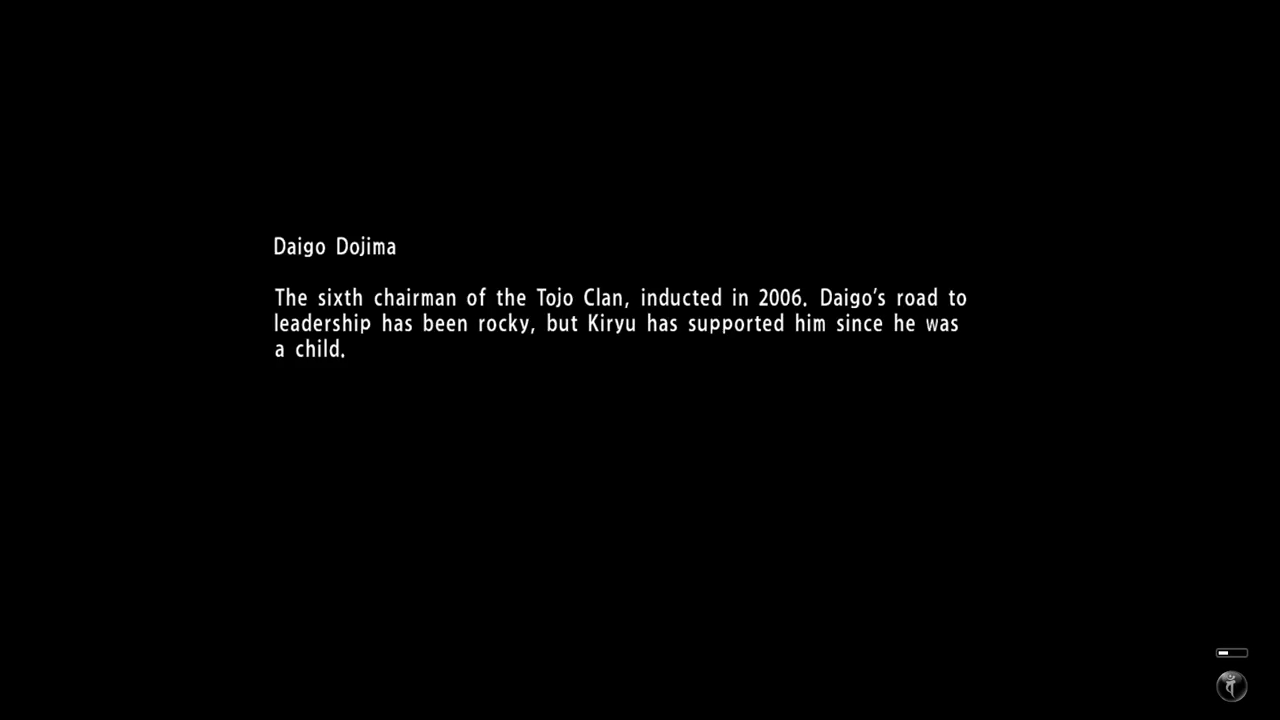 Daigo Dojima
The sixth chairman of the Tojo Clan, inducted in 2006. Daigo's road to
leadership has been rocky, but Kiryu has supported him since he was
a child.